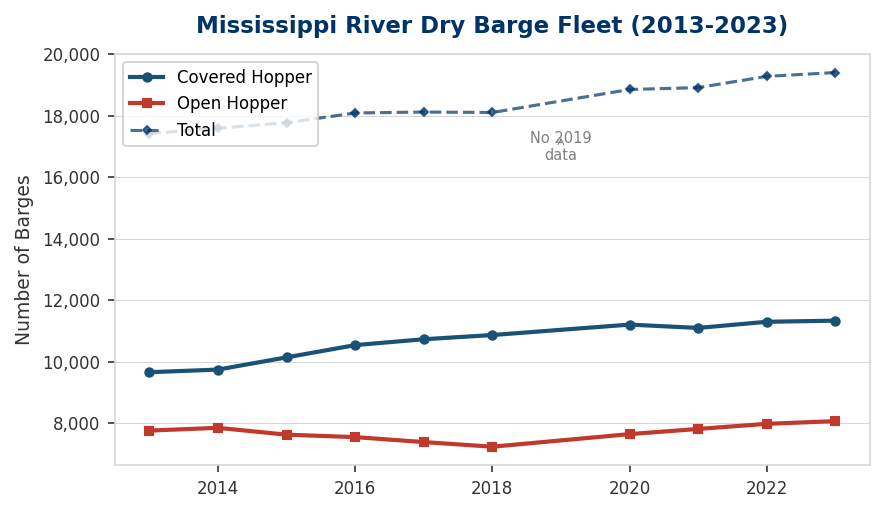 Mississippi River Dry Barge Fleet (2013-2023)
Number of Barges
20,000
18,000
16,000
14,000
12,000
10,000
8,000
Covered Hopper
Open Hopper
Total
No 2019
data
2014
2016
2018
2020
2022